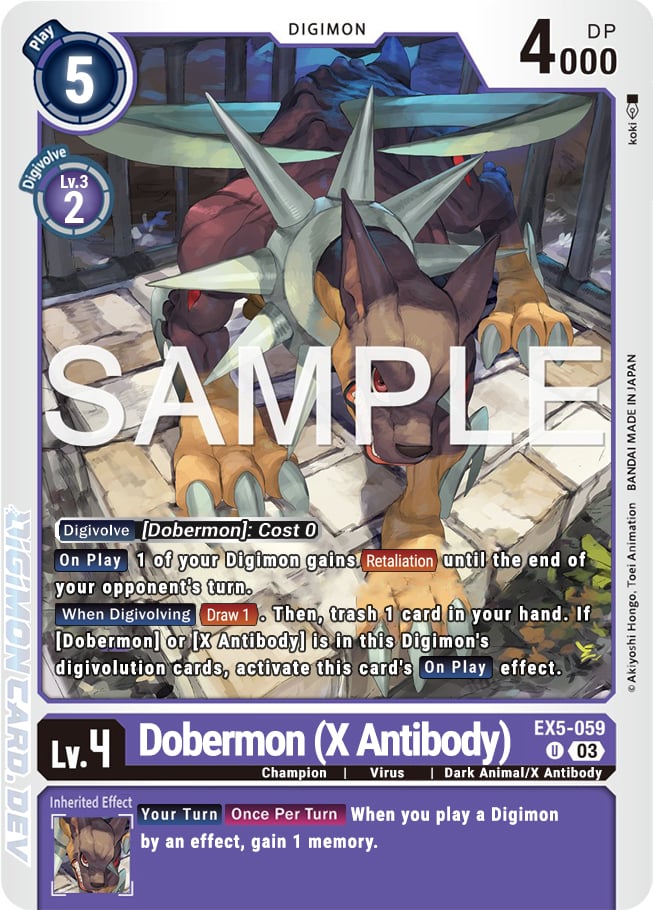 Play
5
DIGIMON
DP
4000
Digivolve
Lv.3
2
koki
SAMPLE
Digivolve [Dobermon]: Cost 0
On Play 1 of your Digimon gains Retaliation until the end of
your opponent's turn.
When Digivolving Draw 1 . Then, trash 1 card in your hand. If
[Dobermon] or [X Antibody] is in this Digimon's
digivolution cards, activate this card's On Play effect.
© Akiyoshi Hongo, Toei Animation BANDAI MADE IN JAPAN
DIGIMONCARD.DEV
Lv.4
Dobermon (X Antibody)
EX5-059
U 03
Champion | Virus | Dark Animal/X Antibody
Inherited Effect
Your Turn Once Per Turn When you play a Digimon
by an effect, gain 1 memory.